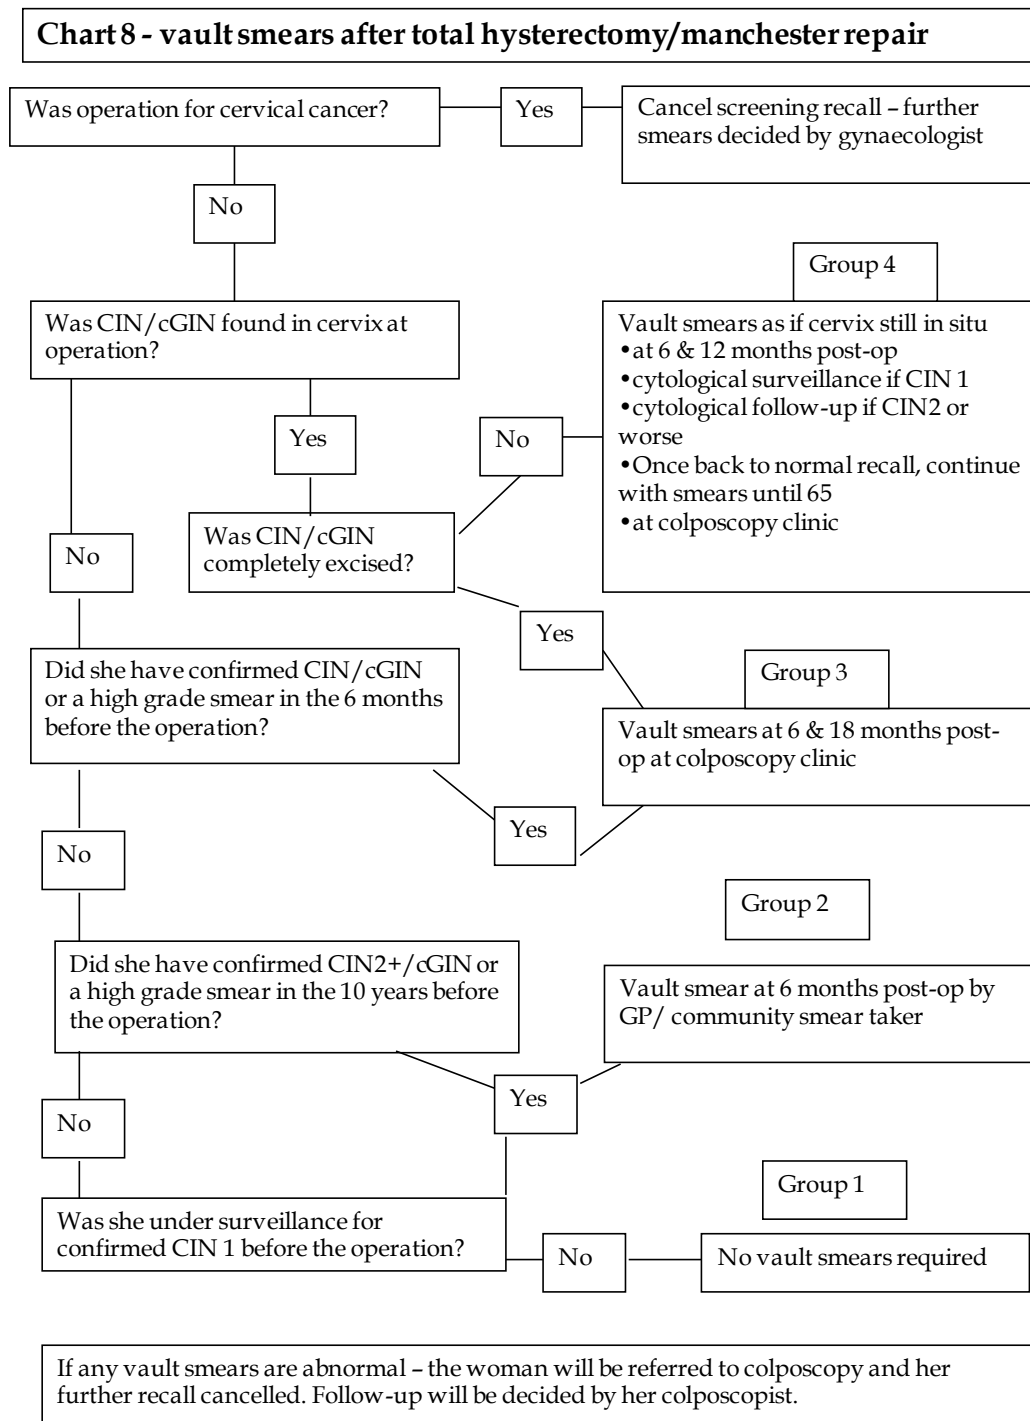 Chart 8 - vault smears after total hysterectomy/manchester repair
Was operation for cervical cancer?
Yes
Cancel screening recall – further
smears decided by gynaecologist
No
Group 4
Was CIN/cGIN found in cervix at
operation?
Vault smears as if cervix still in situ
•at 6 & 12 months post-op
•cytological surveillance if CIN 1
•cytological follow-up if CIN2 or
worse
•Once back to normal recall, continue
with smears until 65
•at colposcopy clinic
Yes
No
Was CIN/cGIN
completely excised?
No
Yes
Did she have confirmed CIN/cGIN
or a high grade smear in the 6 months
before the operation?
Group 3
Vault smears at 6 & 18 months post-
op at colposcopy clinic
Yes
No
Group 2
Did she have confirmed CIN2+/cGIN or
a high grade smear in the 10 years before
the operation?
Vault smear at 6 months post-op by
GP/ community smear taker
Yes
No
Group 1
Was she under surveillance for
confirmed CIN 1 before the operation?
No
No vault smears required
If any vault smears are abnormal – the woman will be referred to colposcopy and her
further recall cancelled. Follow-up will be decided by her colposcopist.